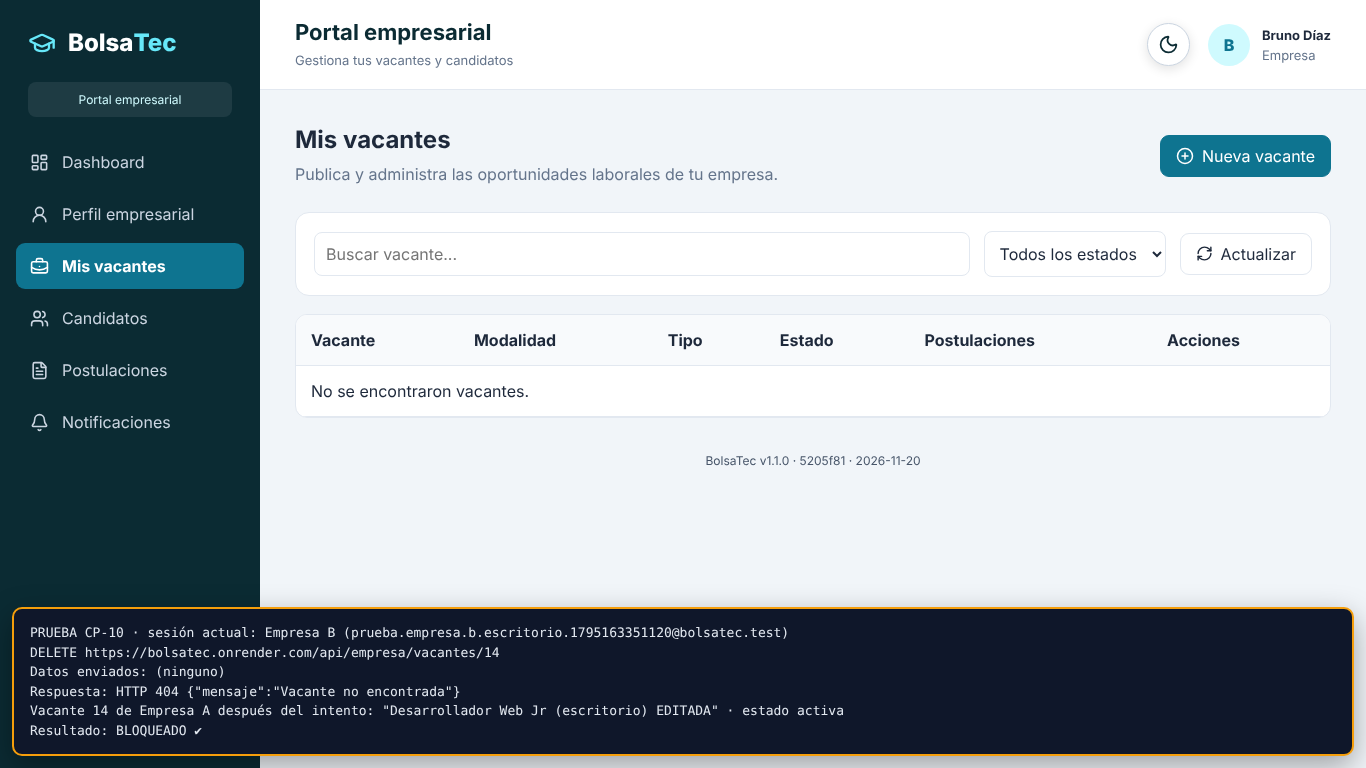 BolsaTec
Portal empresarial
Dashboard
Perfil empresarial
Mis vacantes
Candidatos
Postulaciones
Notificaciones
Portal empresarial
Gestiona tus vacantes y candidatos
B
Bruno Díaz
Empresa
Mis vacantes
Publica y administra las oportunidades laborales de tu empresa.
Nueva vacante
Buscar vacante...
Todos los estados
Actualizar
Vacante Modalidad Tipo Estado Postulaciones Acciones
No se encontraron vacantes.
BolsaTec v1.1.0 · 5205f81 · 2026-11-20
PRUEBA CP-10 · sesión actual: Empresa B (prueba.empresa.b.escritorio.1795163351120@bolsatec.test)
DELETE https://bolsatec.onrender.com/api/empresa/vacantes/14
Datos enviados: (ninguno)
Respuesta: HTTP 404 {"mensaje":"Vacante no encontrada"}
Vacante 14 de Empresa A después del intento: "Desarrollador Web Jr (escritorio) EDITADA" · estado activa
Resultado: BLOQUEADO ✔